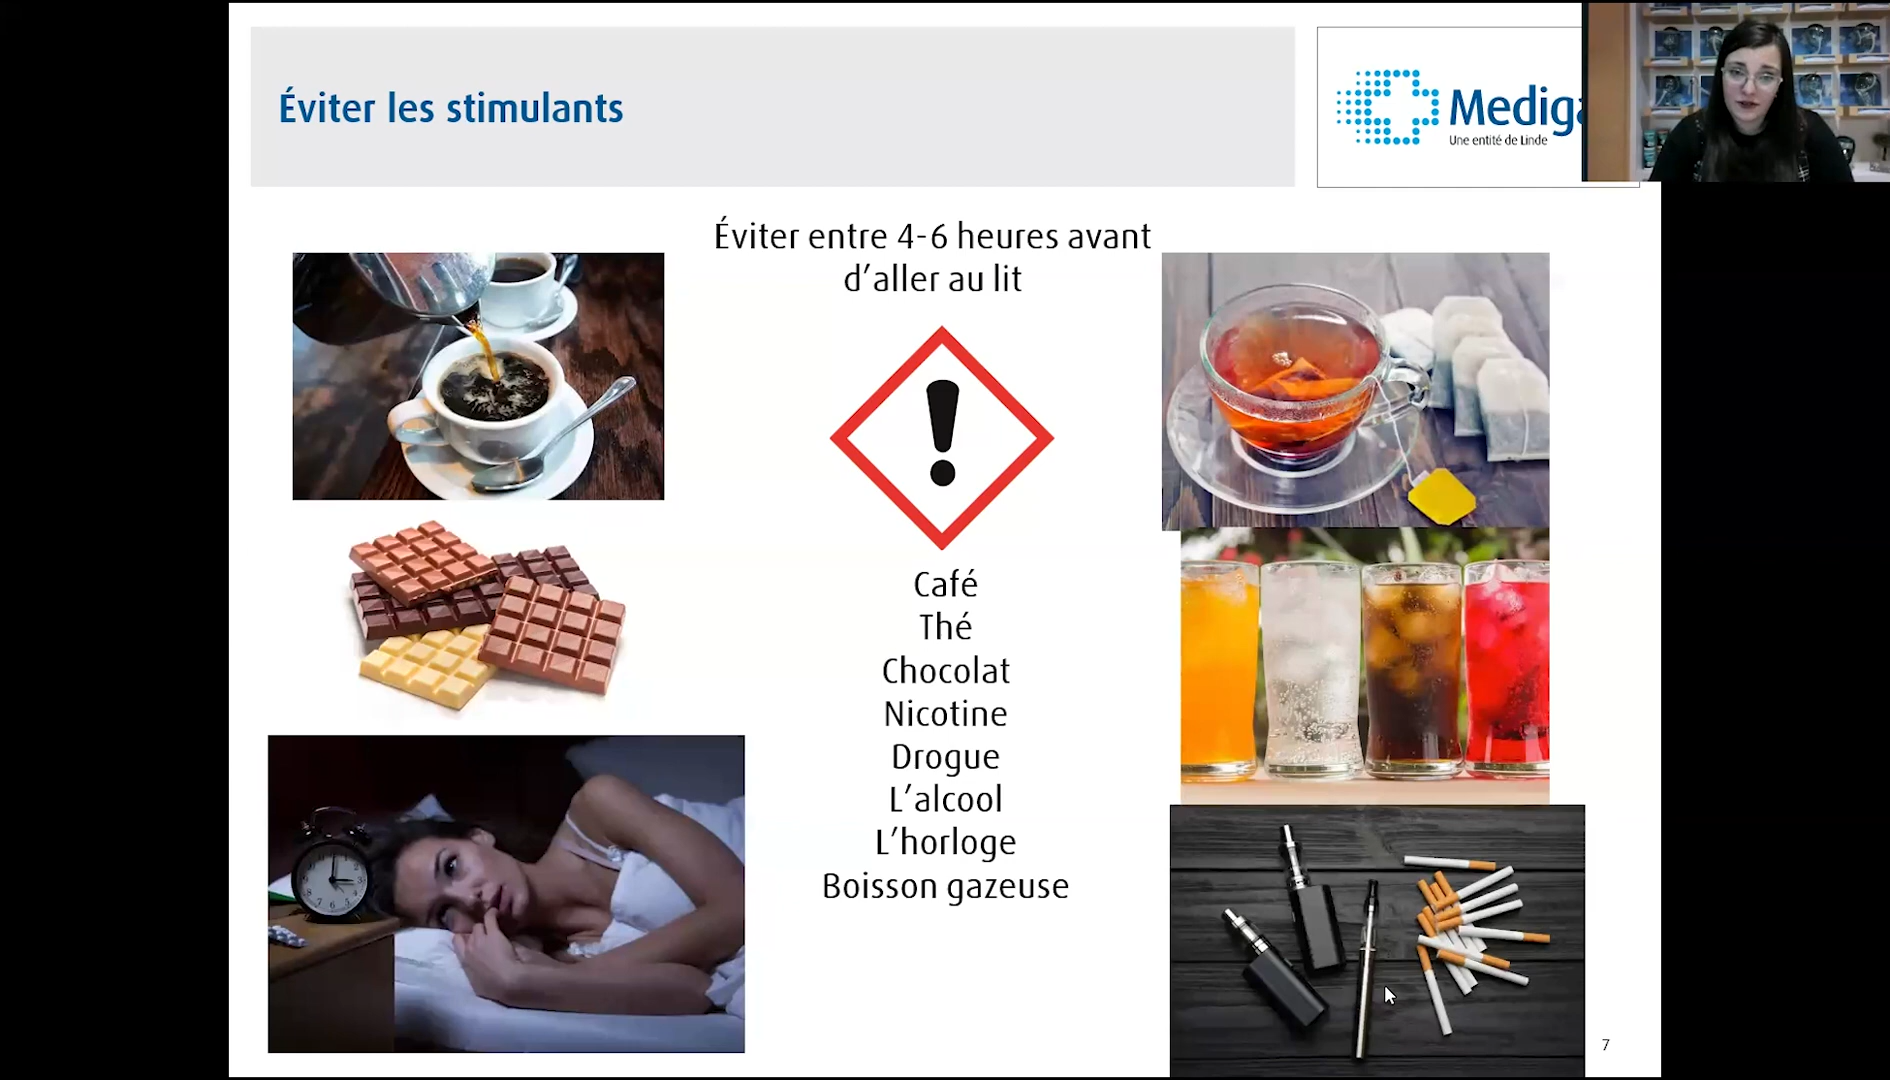 Éviter les stimulants
Mediga
Une entité de Linde
Éviter entre 4-6 heures avant
d’aller au lit
!
Café
Thé
Chocolat
Nicotine
Drogue
L’alcool
L’horloge
Boisson gazeuse
7